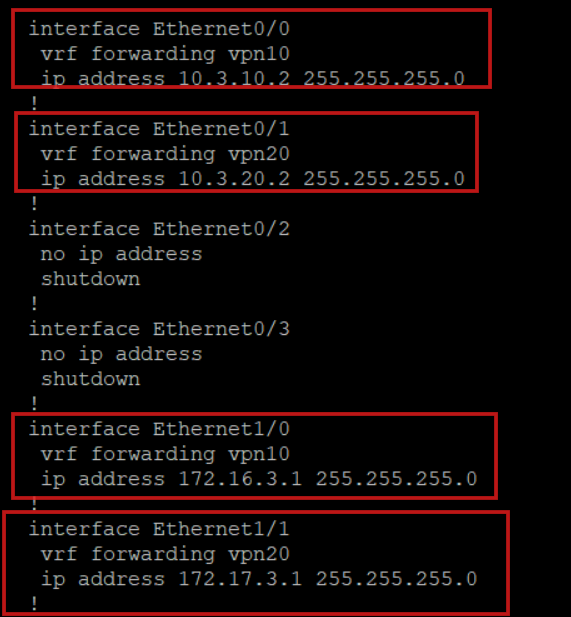 interface Ethernet0/0
vrf forwarding vpn10
ip address 10.3.10.2 255.255.255.0
!
interface Ethernet0/1
vrf forwarding vpn20
ip address 10.3.20.2 255.255.255.0
!
interface Ethernet0/2
no ip address
shutdown
!
interface Ethernet0/3
no ip address
shutdown
!
interface Ethernet1/0
vrf forwarding vpn10
ip address 172.16.3.1 255.255.255.0
!
interface Ethernet1/1
vrf forwarding vpn20
ip address 172.17.3.1 255.255.255.0
!